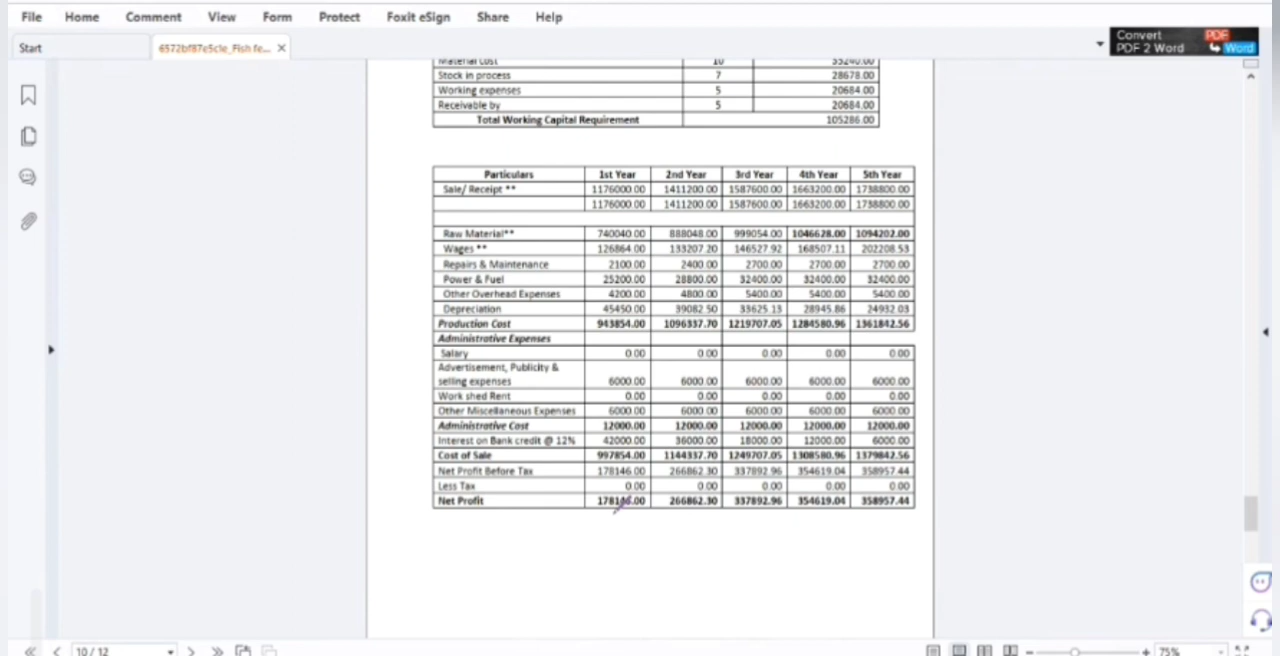 File Home Comment View Form Protect Foxit eSign Share Help
Start 6572bf87e5c1e_Fish fe... ×
Convert PDF
PDF 2 Word Word
Material cost 10 35240.00
Stock in process 7 28678.00
Working expenses 5 20684.00
Receivable by 5 20684.00
Total Working Capital Requirement 105286.00
Particulars 1st Year 2nd Year 3rd Year 4th Year 5th Year
Sale/ Receipt ** 1176000.00 1411200.00 1587600.00 1663200.00 1738800.00
1176000.00 1411200.00 1587600.00 1663200.00 1738800.00
Raw Material** 740040.00 888048.00 999054.00 1046628.00 1094202.00
Wages ** 126864.00 133207.20 146527.92 168507.11 202208.53
Repairs & Maintenance 2100.00 2400.00 2700.00 2700.00 2700.00
Power & Fuel 25200.00 28800.00 32400.00 32400.00 32400.00
Other Overhead Expenses 4200.00 4800.00 5400.00 5400.00 5400.00
Depreciation 45450.00 39082.50 33625.13 28945.86 24932.03
Production Cost 943854.00 1096337.70 1219707.05 1284580.96 1361842.56
Administrative Expenses
Salary 0.00 0.00 0.00 0.00 0.00
Advertisement, Publicity &
selling expenses 6000.00 6000.00 6000.00 6000.00 6000.00
Work shed Rent 0.00 0.00 0.00 0.00 0.00
Other Miscellaneous Expenses 6000.00 6000.00 6000.00 6000.00 6000.00
Administrative Cost 12000.00 12000.00 12000.00 12000.00 12000.00
Interest on Bank credit @ 12% 42000.00 36000.00 18000.00 12000.00 6000.00
Cost of Sale 997854.00 1144337.70 1249707.05 1308580.96 1379842.56
Net Profit Before Tax 178146.00 266862.30 337892.96 354619.04 358957.44
Less Tax 0.00 0.00 0.00 0.00 0.00
Net Profit 178146.00 266862.30 337892.96 354619.04 358957.44
10 / 12 75%